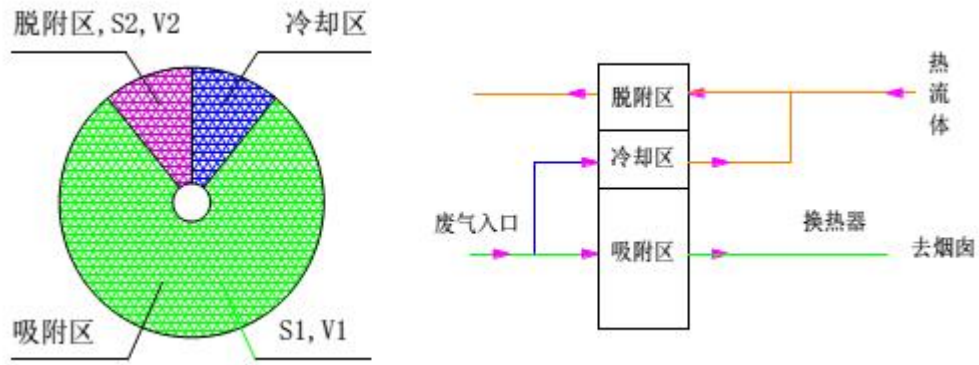 脱附区,S2,V2
冷却区
吸附区
S1,V1
脱附区
冷却区
吸附区
热流体
废气入口
换热器
去烟囱